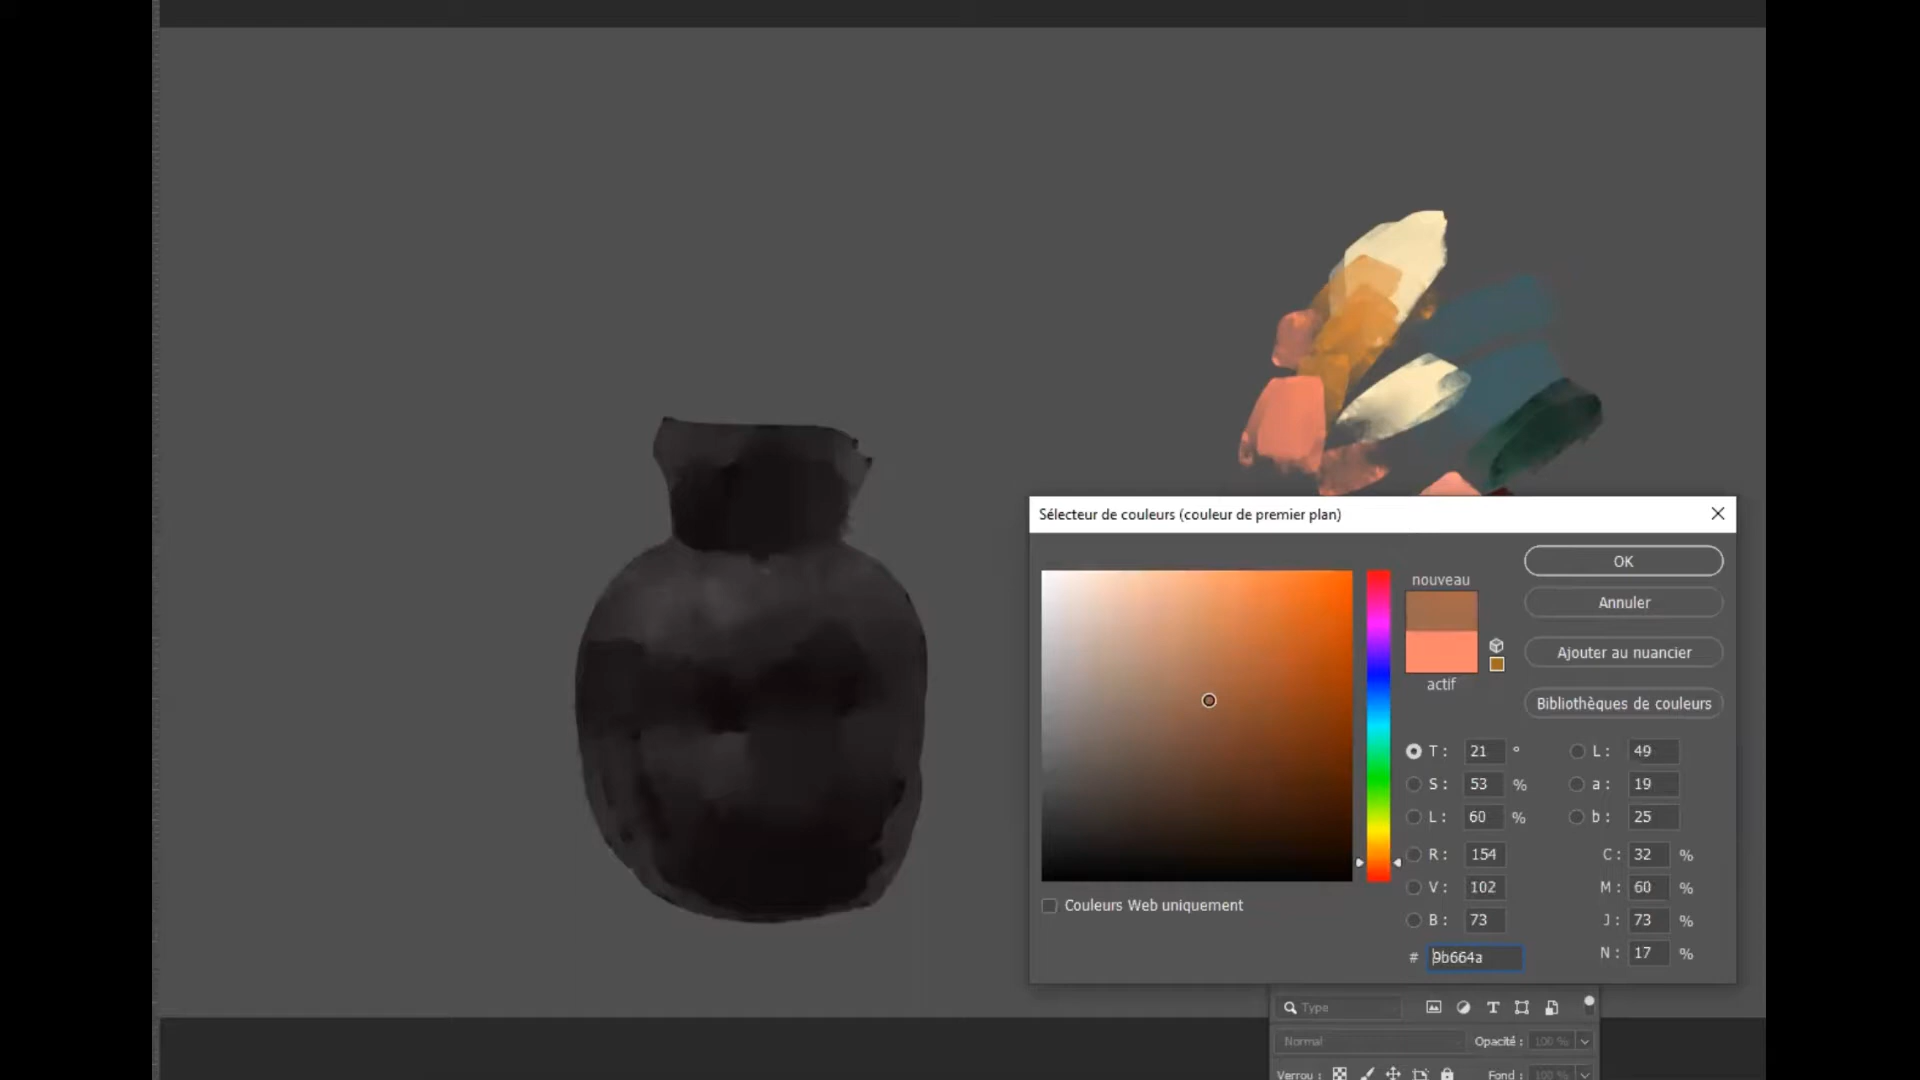 Sélecteur de couleurs (couleur de premier plan)
nouveau
actif
OK
Annuler
Ajouter au nuancier
Bibliothèques de couleurs
T : 21 °
S : 53 %
L : 60 %
R : 154
V : 102
B : 73
# 9b664a
L : 49
a : 19
b : 25
C : 32 %
M : 60 %
J : 73 %
N : 17 %
Couleurs Web uniquement
Type
Normal Opacité : 100 %
Verrou : Fond : 100 %